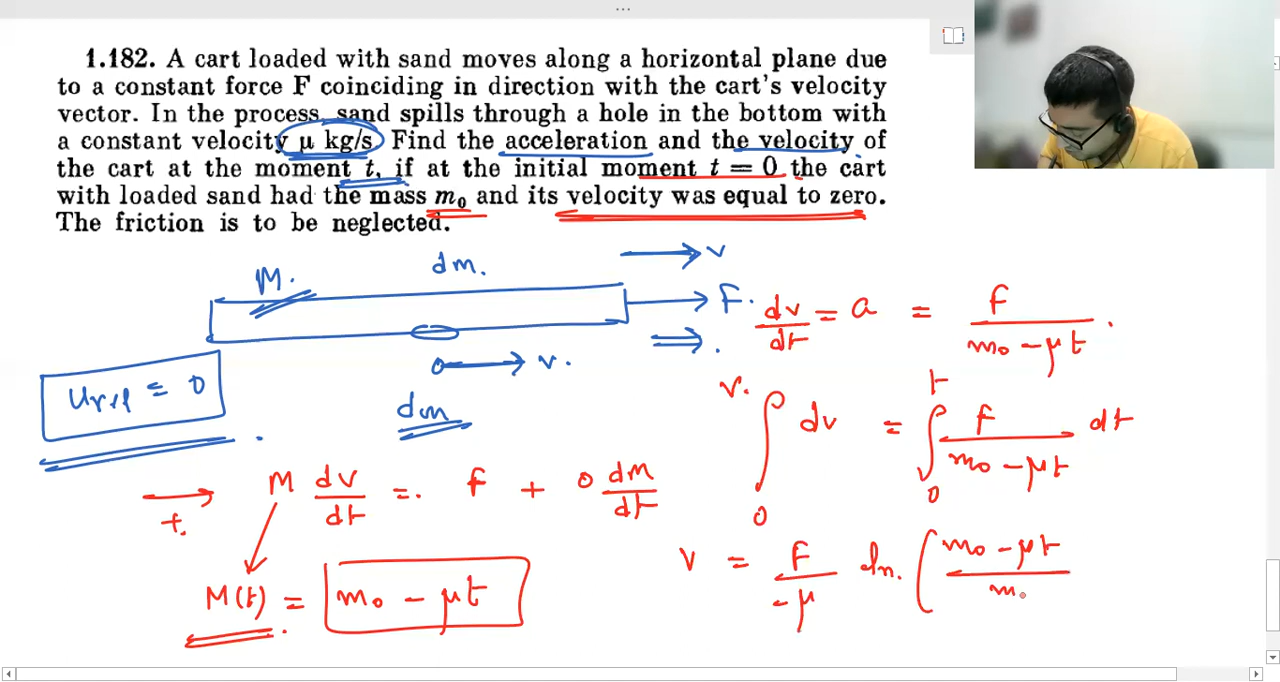 1.182. A cart loaded with sand moves along a horizontal plane due
to a constant force F coinciding in direction with the cart's velocity
vector. In the process, sand spills through a hole in the bottom with
a constant velocity μ kg/s Find the acceleration and the velocity of
the cart at the moment t, if at the initial moment t = 0 the cart
with loaded sand had the mass m₀ and its velocity was equal to zero.
The friction is to be neglected.
M.
dm.
v
F.
v.
Urel = 0
dm
dv/dt = a = f/(m₀ − μt).
∫₀^v. dv = ∫₀^t f/(m₀ − μt) dt
+. M dv/dt =. f + 0 dm/dt
M(t) = m₀ − μt
v = F/−μ ln. ( (m₀ − μt)/m₀